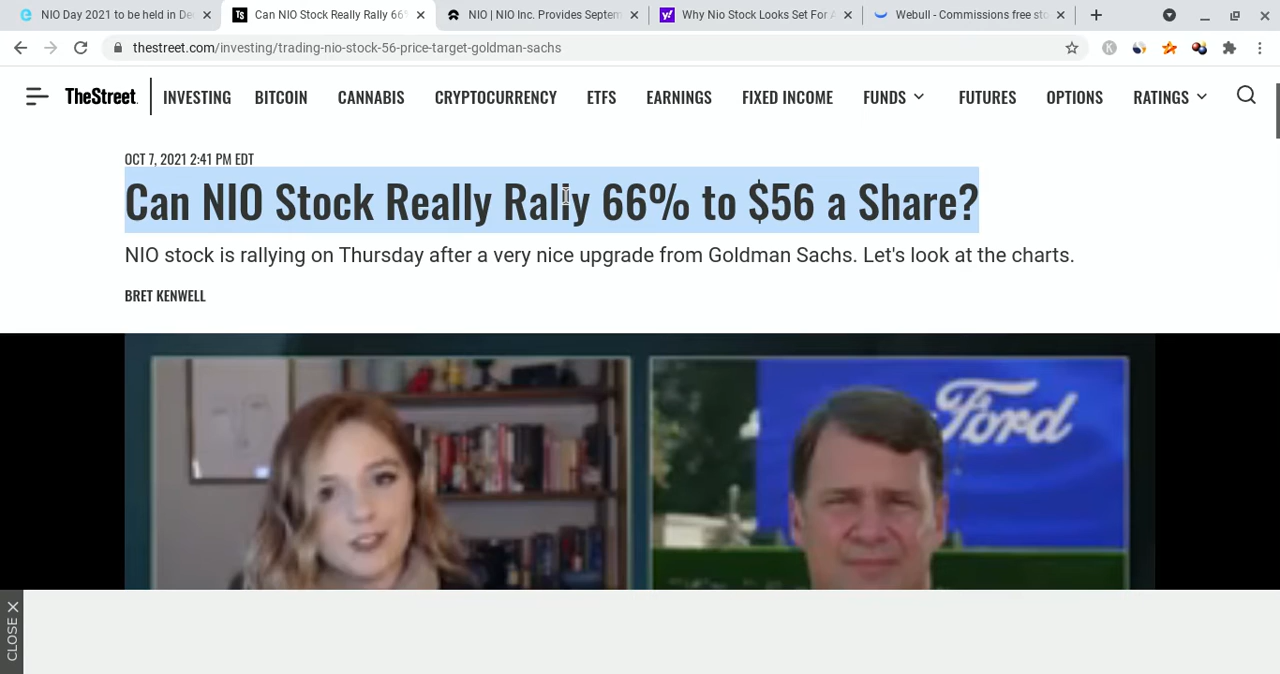 NIO Day 2021 to be held in De
Can NIO Stock Really Rally 66%
NIO | NIO Inc. Provides Septem
Why Nio Stock Looks Set For A
Webull - Commissions free sto
thestreet.com/investing/trading-nio-stock-56-price-target-goldman-sachs
TheStreet
INVESTING BITCOIN CANNABIS CRYPTOCURRENCY ETFS EARNINGS FIXED INCOME FUNDS FUTURES OPTIONS RATINGS
OCT 7, 2021 2:41 PM EDT
Can NIO Stock Really Rally 66% to $56 a Share?
NIO stock is rallying on Thursday after a very nice upgrade from Goldman Sachs. Let's look at the charts.
BRET KENWELL
Ford
CLOSE X